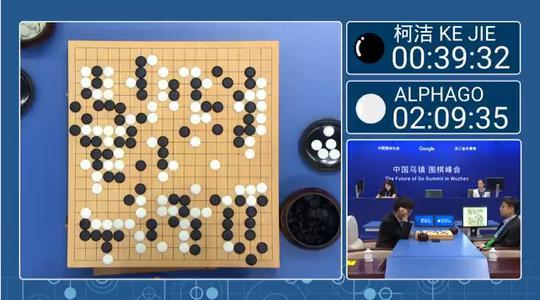 柯洁 KE JIE
00:39:32
ALPHAGO
02:09:35
Google
中国乌镇 围棋峰会
The Future of Go Summit in Wuzhen